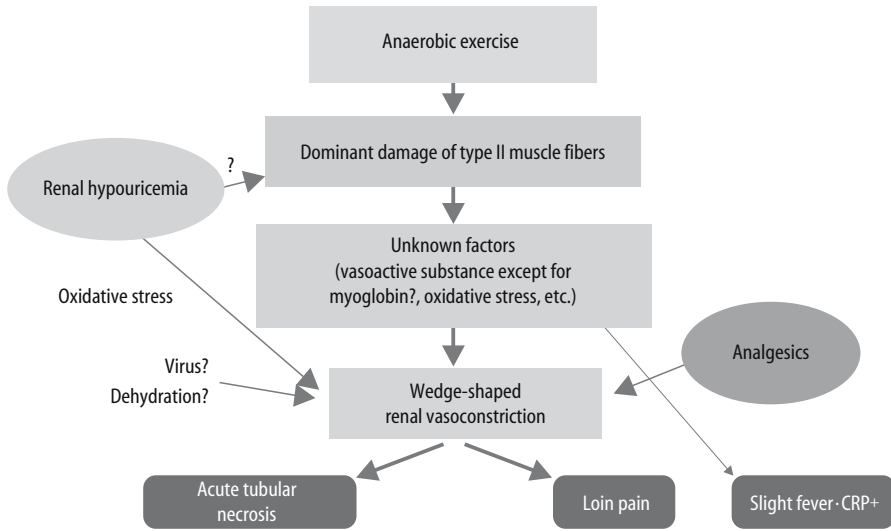 Anaerobic exercise
Dominant damage of type II muscle fibers
?
Renal hypouricemia
Unknown factors
(vasoactive substance except for
myoglobin?, oxidative stress, etc.)
Oxidative stress
Analgesics
Virus?
Dehydration?
Wedge-shaped
renal vasoconstriction
Acute tubular
necrosis
Loin pain
Slight fever·CRP+